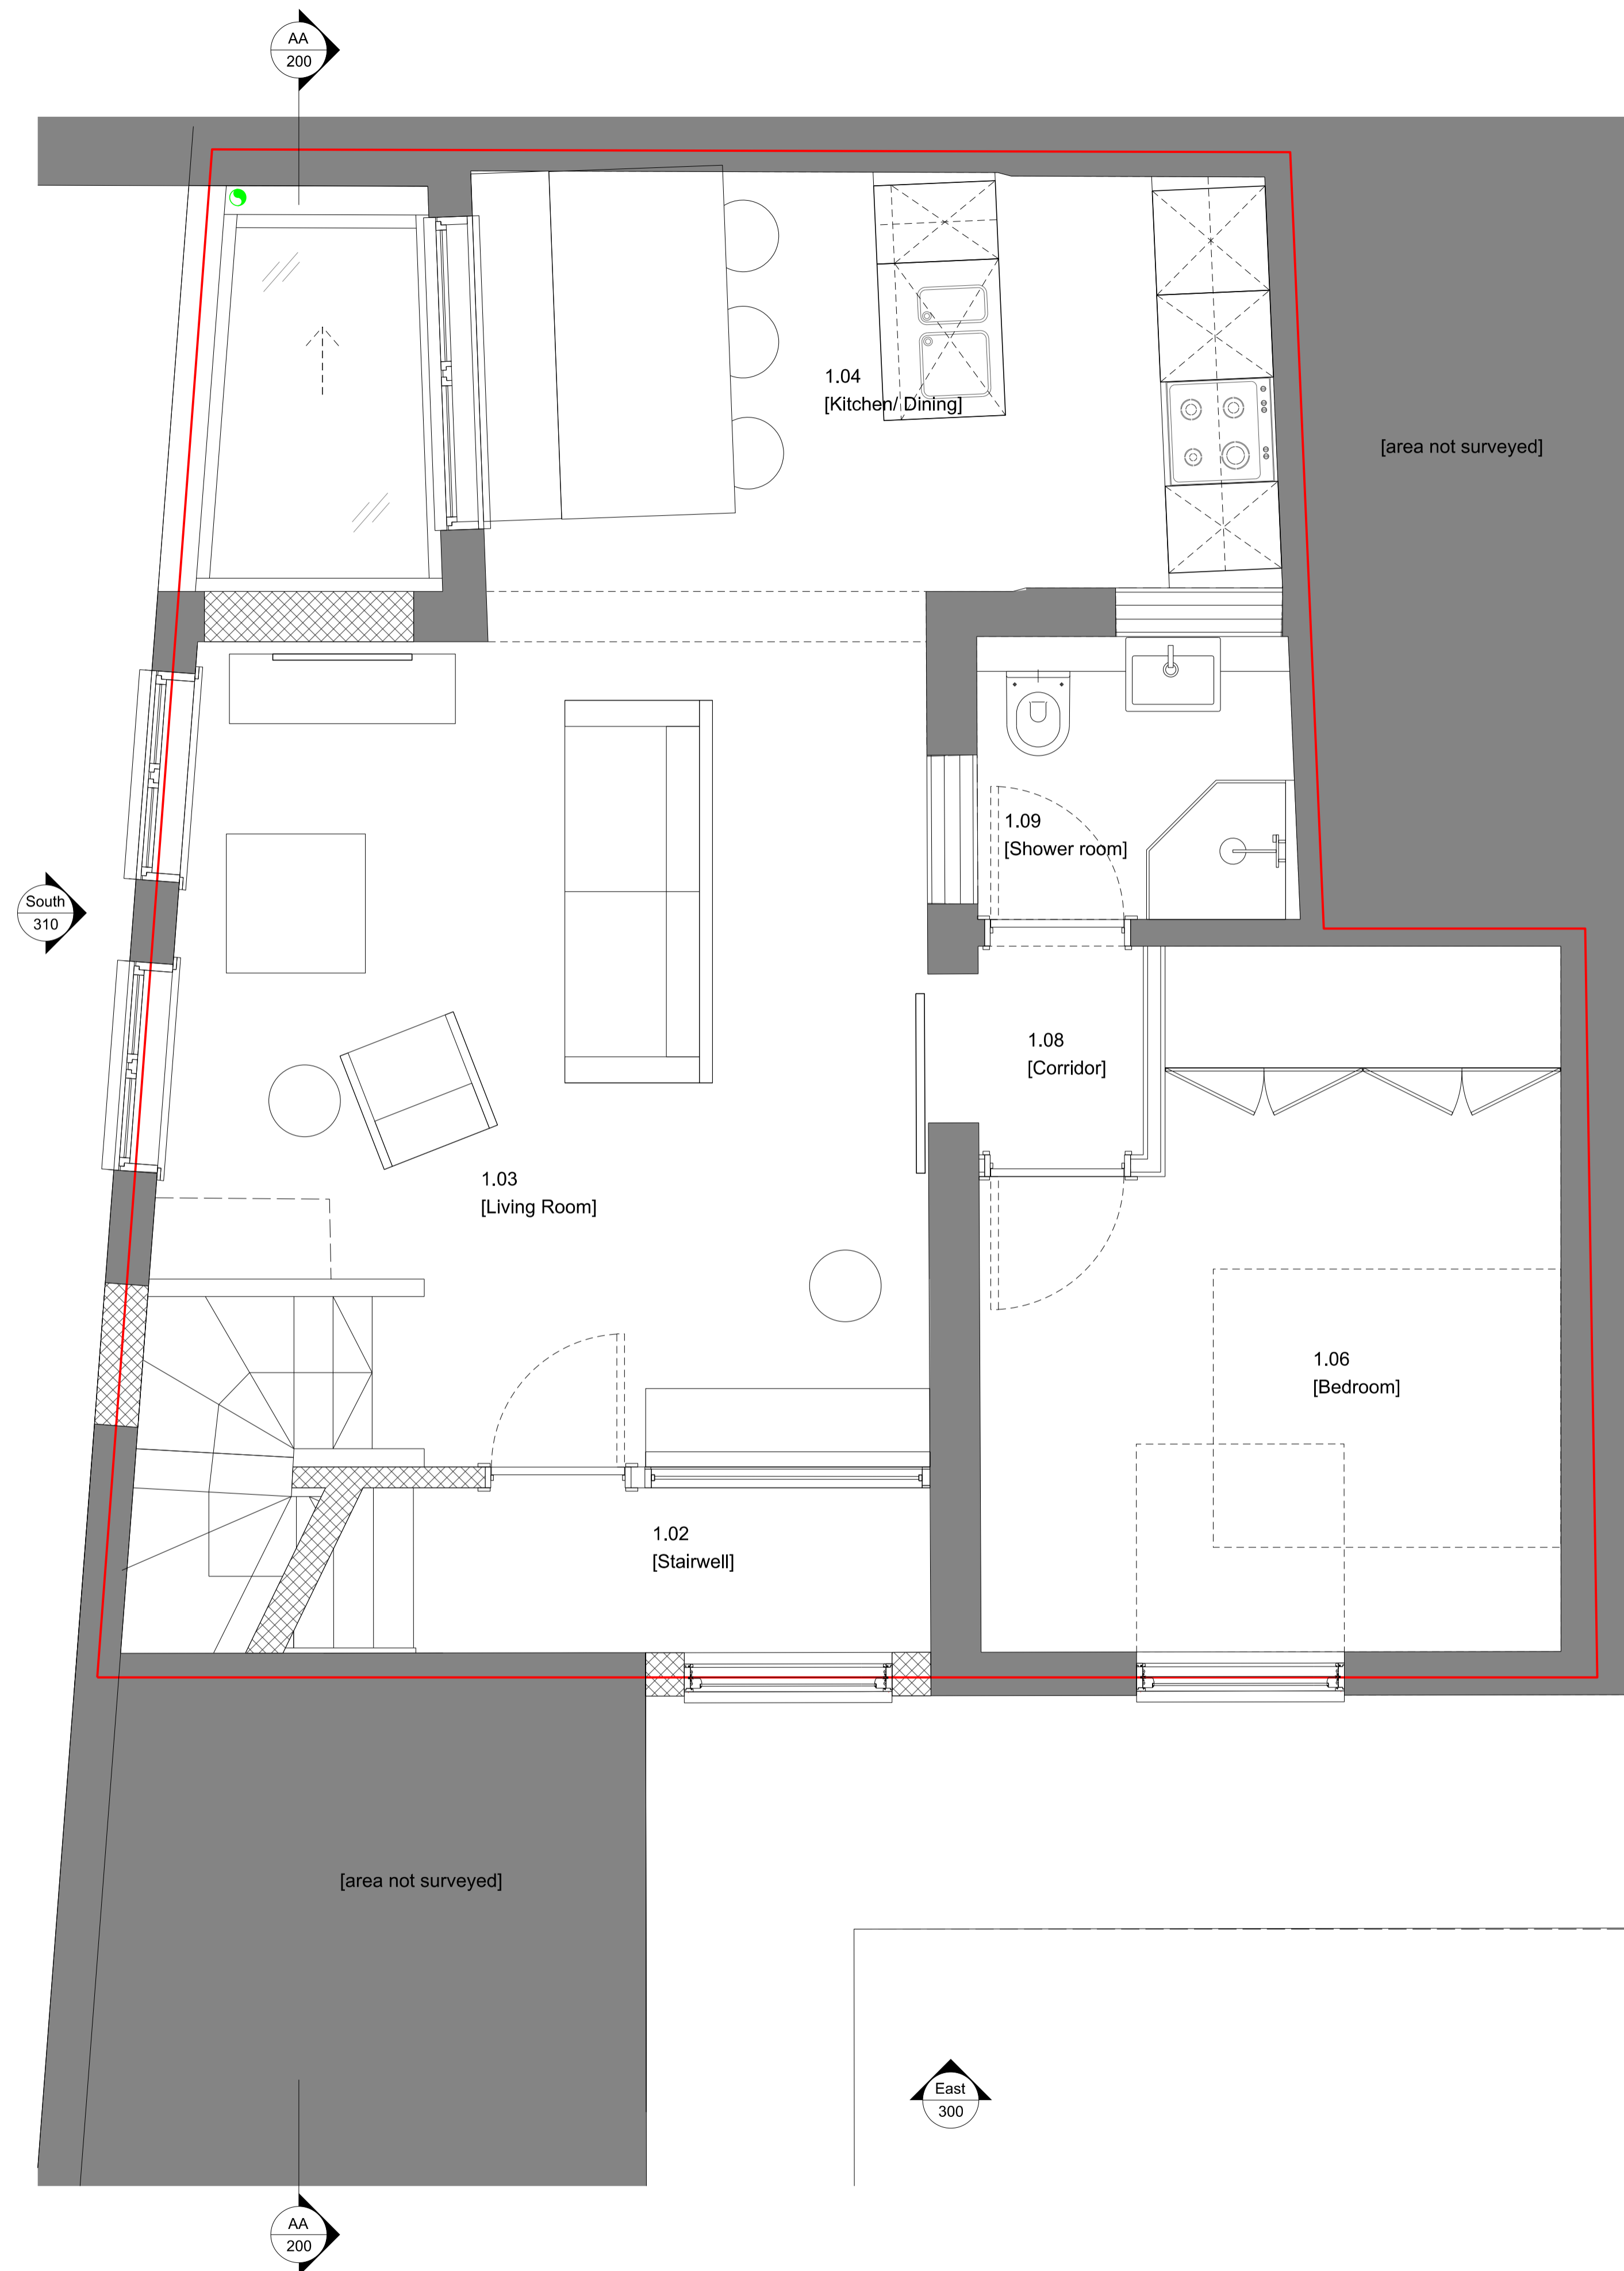 AA
200
1.04
[Kitchen/ Dining]
[area not surveyed]
1.09
[Shower room]
South
310
1.08
[Corridor]
1.03
[Living Room]
1.06
[Bedroom]
1.02
[Stairwell]
[area not surveyed]
East
300
AA
200